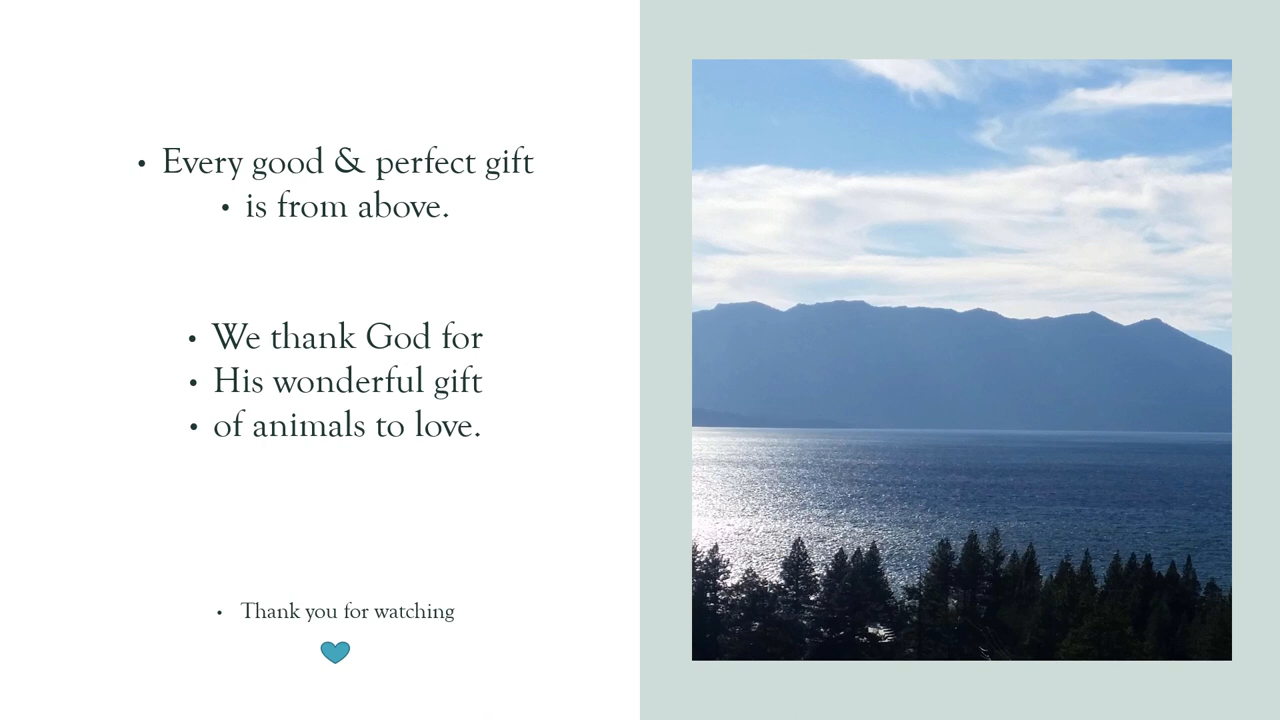 • Every good & perfect gift
• is from above.
• We thank God for
• His wonderful gift
• of animals to love.
• Thank you for watching